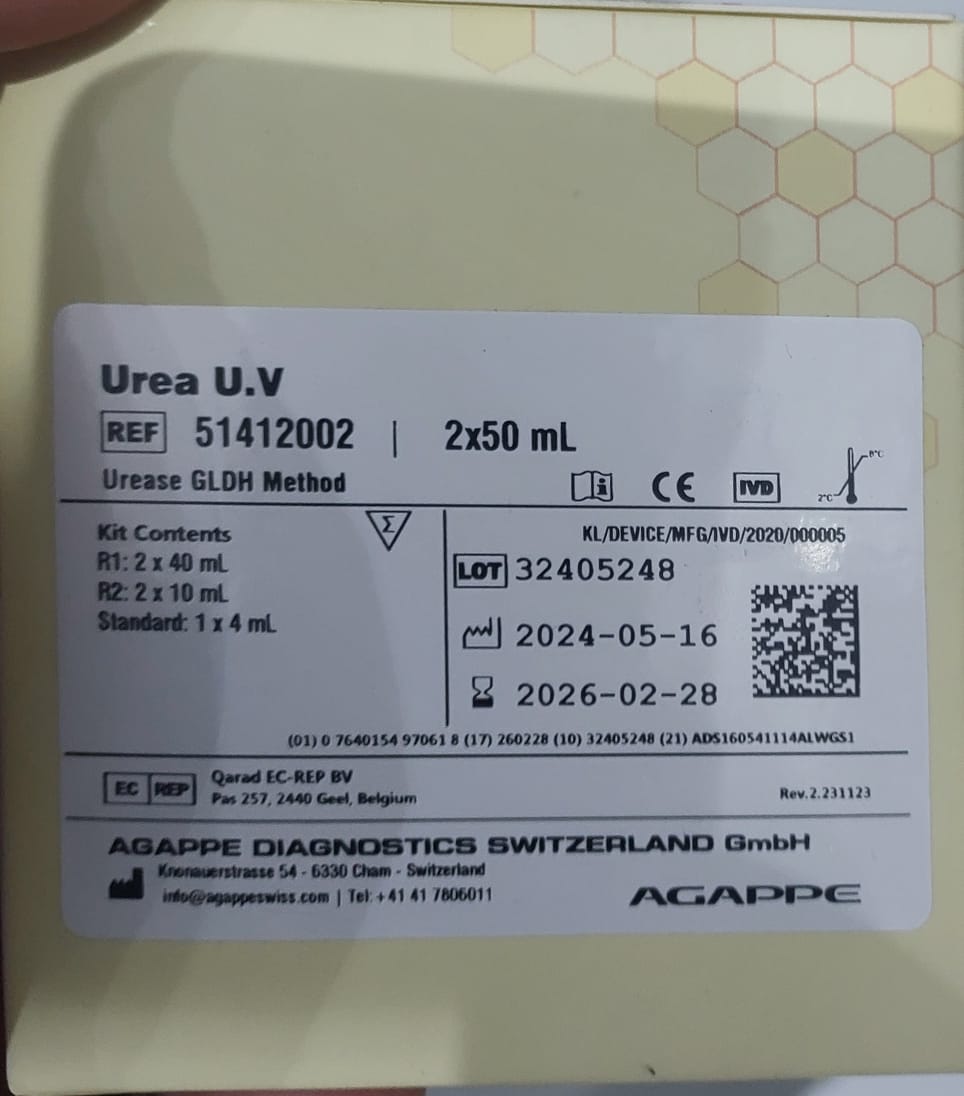 Urea U.V
REF 51412002 | 2x50 mL
Urease GLDH Method
CE IVD 2°C 8°C
Kit Contents
R1: 2 x 40 mL
R2: 2 x 10 mL
Standard: 1 x 4 mL
Σ
KL/DEVICE/MFG/IVD/2020/000005
LOT 32405248
2024-05-16
2026-02-28
(01) 0 7640154 97061 8 (17) 260228 (10) 32405248 (21) ADS160541114ALWGS1
EC REP Qarad EC-REP BV
Pas 257, 2440 Geel, Belgium
Rev.2.231123
AGAPPE DIAGNOSTICS SWITZERLAND GmbH
Knonauerstrasse 54 - 6330 Cham - Switzerland
info@agappeswiss.com | Tel: +41 41 7806011
AGAPPE